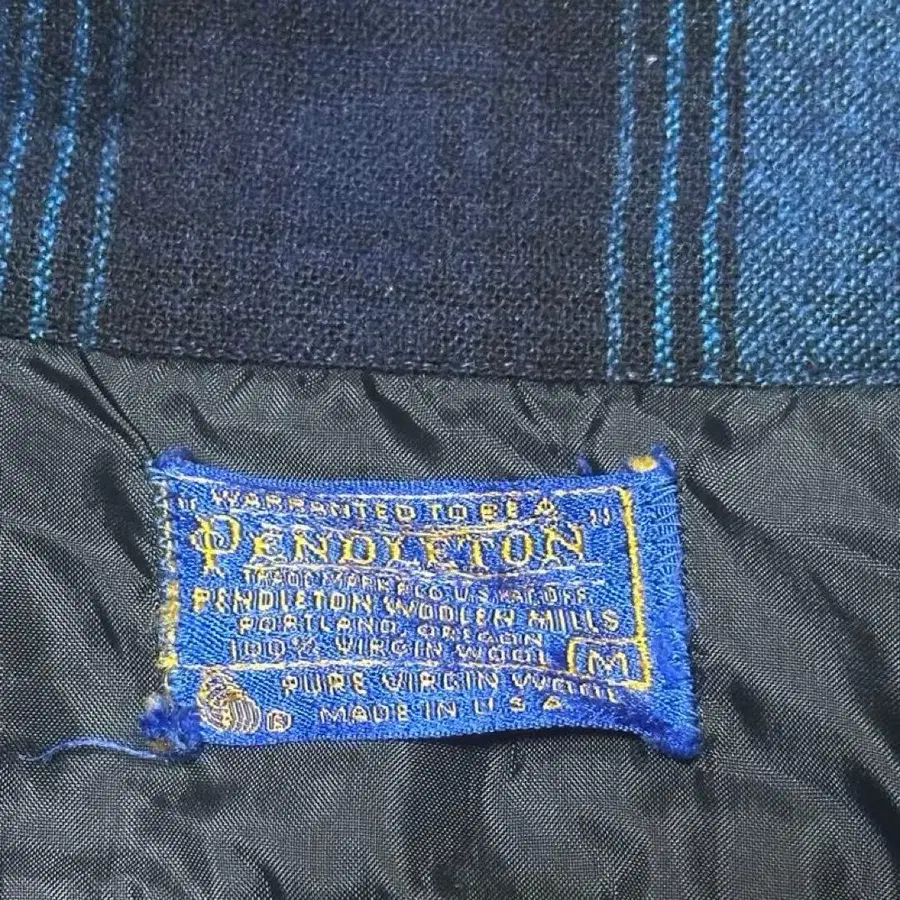 WARRANTED TO BE A
"PENDLETON"
TRADE MARK REG U.S. PAT. OFF.
PENDLETON WOOLEN MILLS
PORTLAND, OREGON
100% VIRGIN WOOL M
PURE VIRGIN WOOL
® MADE IN U S A